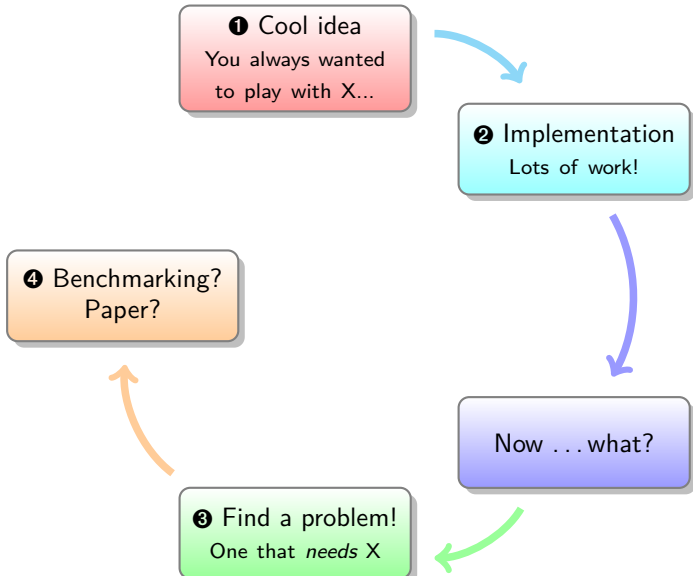 ❶ Cool idea
You always wanted
to play with X...
❷ Implementation
Lots of work!
Now ...what?
❸ Find a problem!
One that needs X
❹ Benchmarking?
Paper?